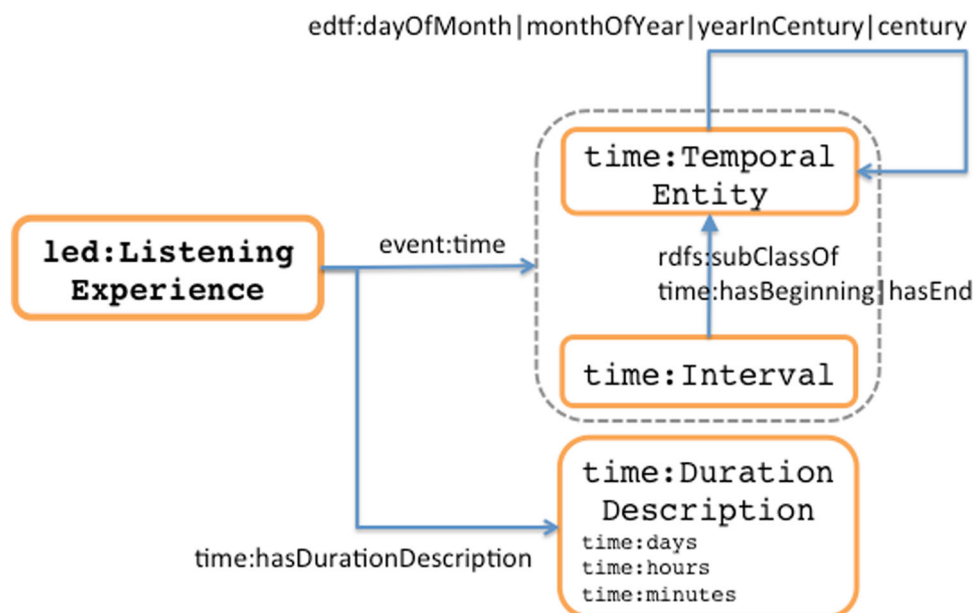 edtf:dayOfMonth|monthOfYear|yearInCentury|century
time:Temporal
Entity
led:Listening
Experience
event:time
rdfs:subClassOf
time:hasBeginning|hasEnd
time:Interval
time:Duration
Description
time:days
time:hours
time:minutes
time:hasDurationDescription